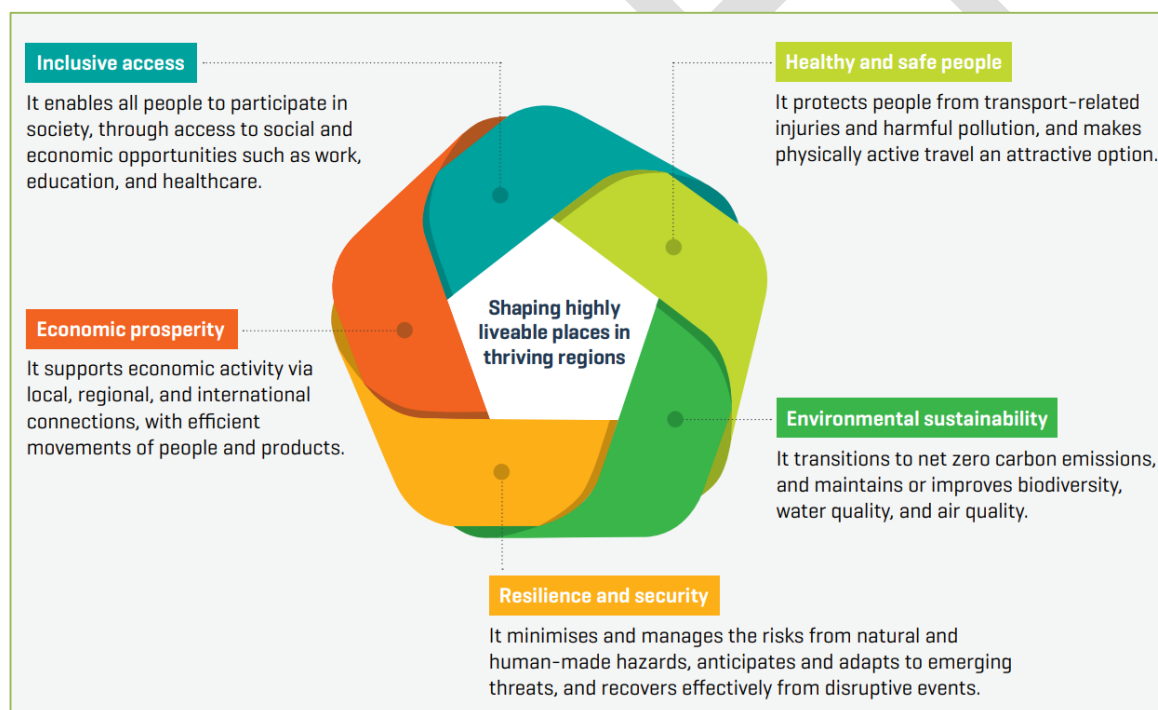 Inclusive access
It enables all people to participate in
society, through access to social and
economic opportunities such as work,
education, and healthcare.
Healthy and safe people
It protects people from transport-related
injuries and harmful pollution, and makes
physically active travel an attractive option.
Shaping highly
liveable places in
thriving regions
Economic prosperity
It supports economic activity via
local, regional, and international
connections, with efficient
movements of people and products.
Environmental sustainability
It transitions to net zero carbon emissions,
and maintains or improves biodiversity,
water quality, and air quality.
Resilience and security
It minimises and manages the risks from natural and
human-made hazards, anticipates and adapts to emerging
threats, and recovers effectively from disruptive events.